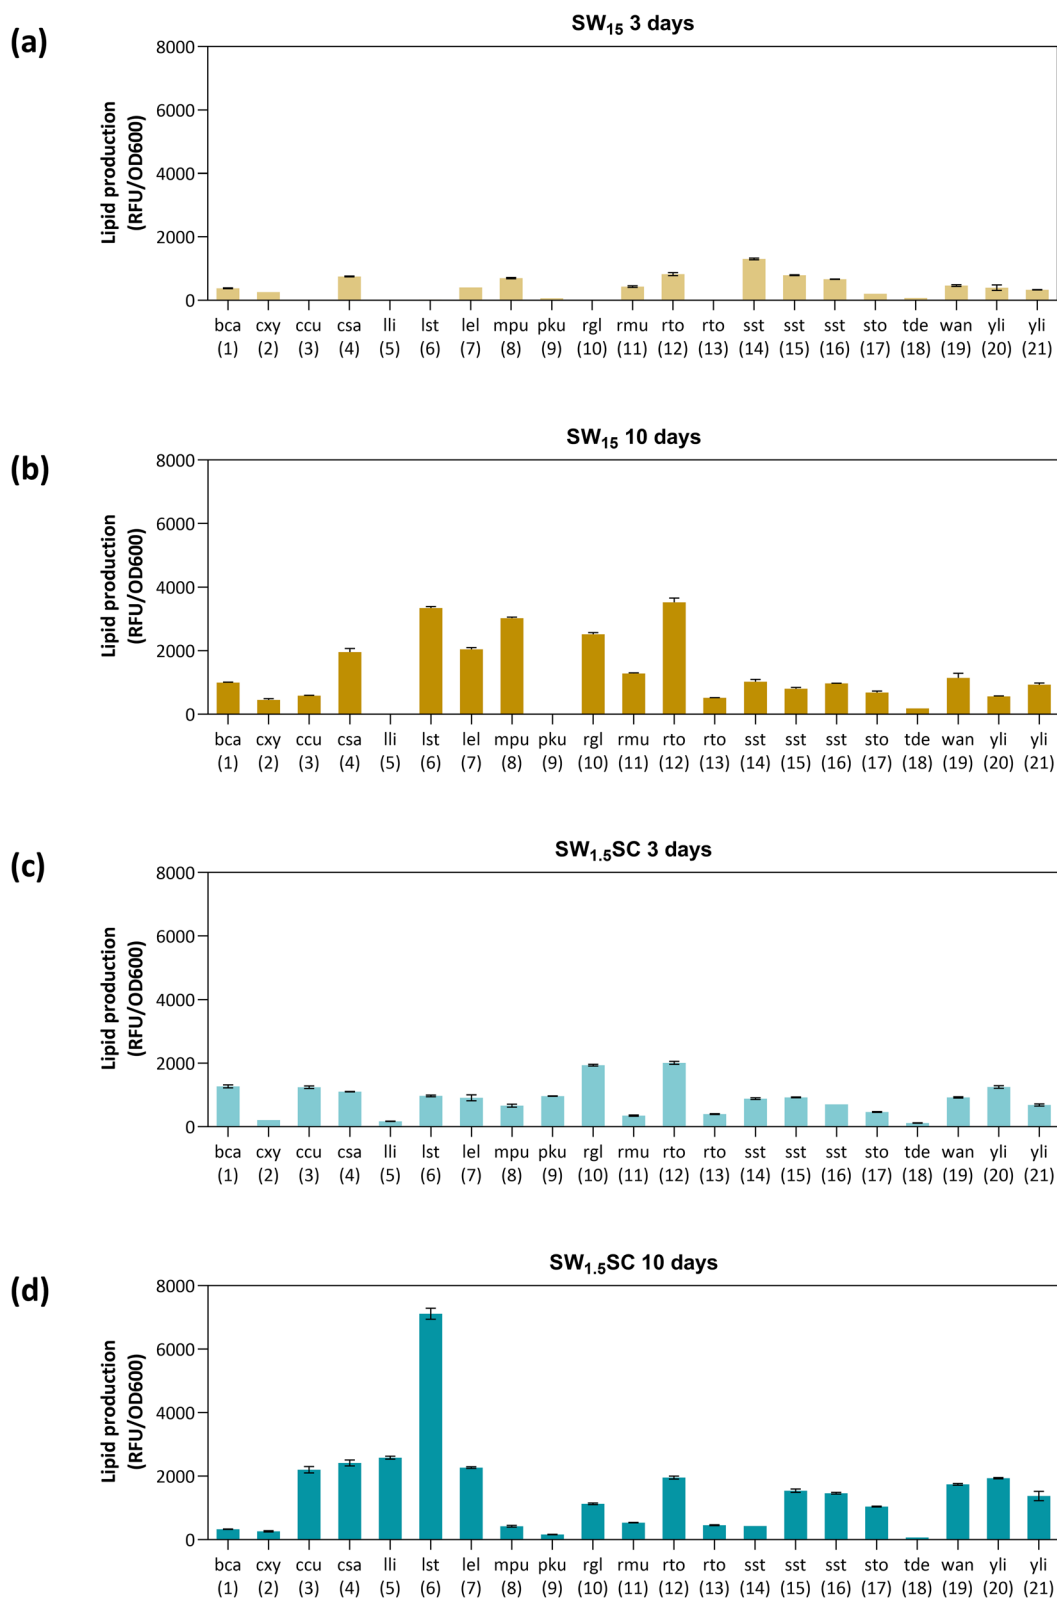 (a)
SW15 3 days
Lipid production
(RFU/OD600)
8000
6000
4000
2000
0
bca cxy ccu csa lli lst lel mpu pku rgl rmu rto rto sst sst sst sto tde wan yli yli
(1) (2) (3) (4) (5) (6) (7) (8) (9) (10) (11) (12) (13) (14) (15) (16) (17) (18) (19) (20) (21)
(b)
SW15 10 days
Lipid production
(RFU/OD600)
8000
6000
4000
2000
0
bca cxy ccu csa lli lst lel mpu pku rgl rmu rto rto sst sst sst sto tde wan yli yli
(1) (2) (3) (4) (5) (6) (7) (8) (9) (10) (11) (12) (13) (14) (15) (16) (17) (18) (19) (20) (21)
(c)
SW1.5SC 3 days
Lipid production
(RFU/OD600)
8000
6000
4000
2000
0
bca cxy ccu csa lli lst lel mpu pku rgl rmu rto rto sst sst sst sto tde wan yli yli
(1) (2) (3) (4) (5) (6) (7) (8) (9) (10) (11) (12) (13) (14) (15) (16) (17) (18) (19) (20) (21)
(d)
SW1.5SC 10 days
Lipid production
(RFU/OD600)
8000
6000
4000
2000
0
bca cxy ccu csa lli lst lel mpu pku rgl rmu rto rto sst sst sst sto tde wan yli yli
(1) (2) (3) (4) (5) (6) (7) (8) (9) (10) (11) (12) (13) (14) (15) (16) (17) (18) (19) (20) (21)